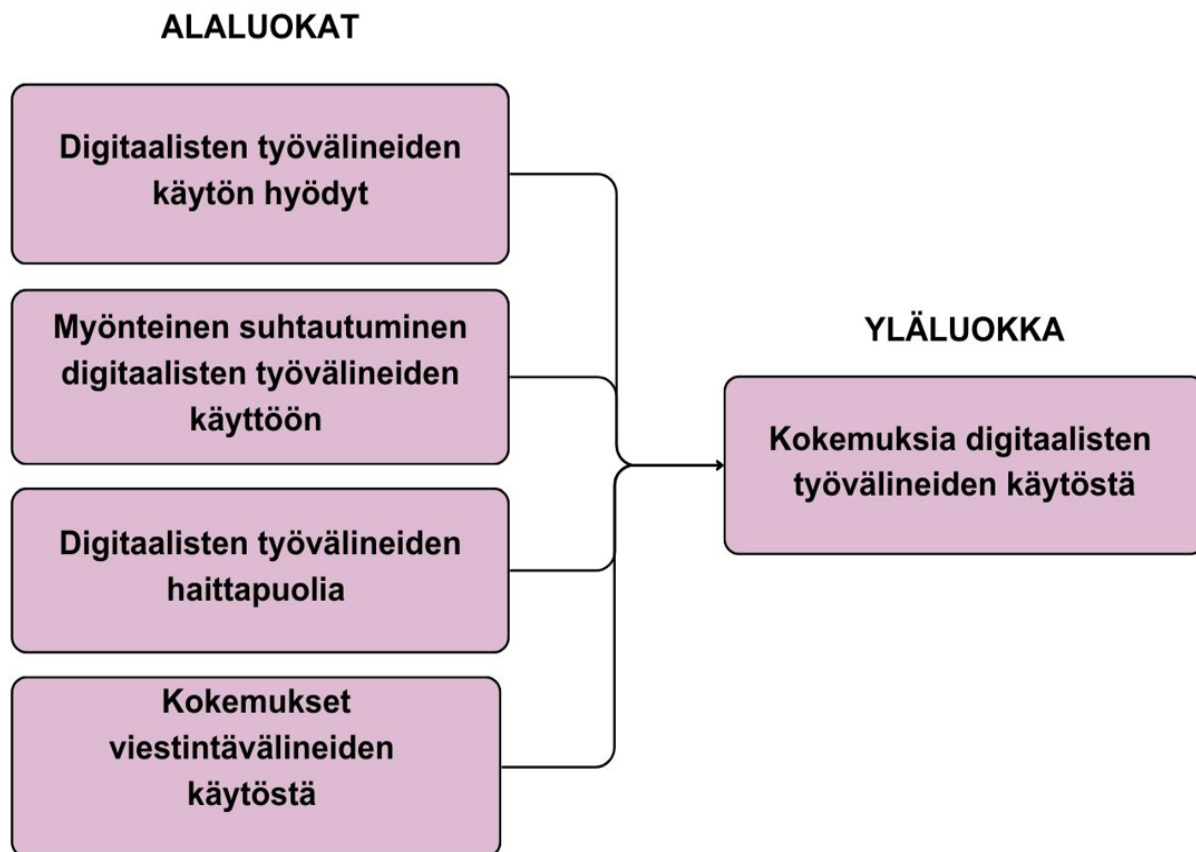 ALALUOKAT
Digitaalisten työvälineiden
käytön hyödyt
Myönteinen suhtautuminen
digitaalisten työvälineiden
käyttöön
Digitaalisten työvälineiden
haittapuolia
Kokemukset
viestintävälineiden
käytöstä
YLÄLUOKKA
Kokemuksia digitaalisten
työvälineiden käytöstä